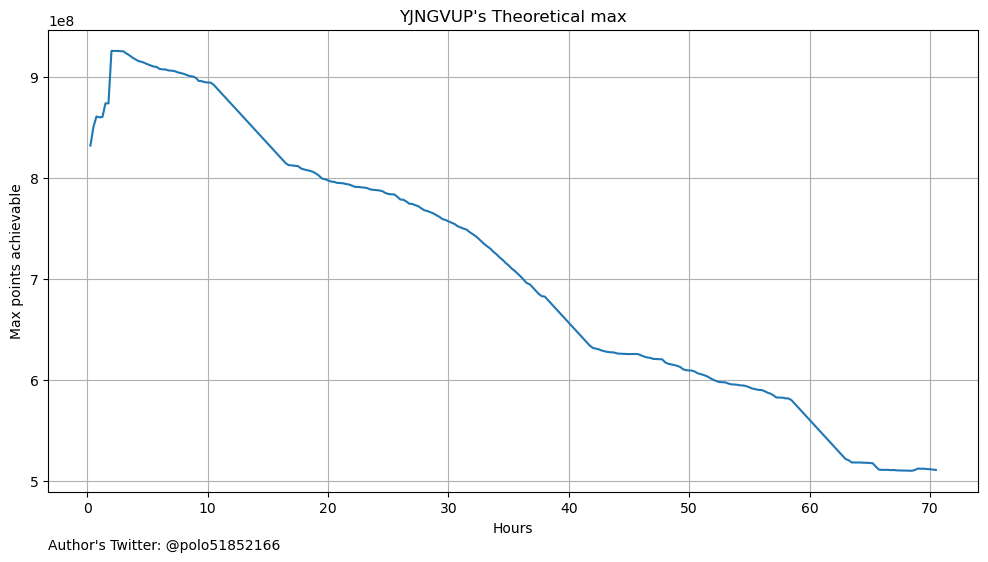 YJNGVUP's Theoretical max
1e8
9
8
7
6
5
Max points achievable
0 10 20 30 40 50 60 70
Hours
Author's Twitter: @polo51852166